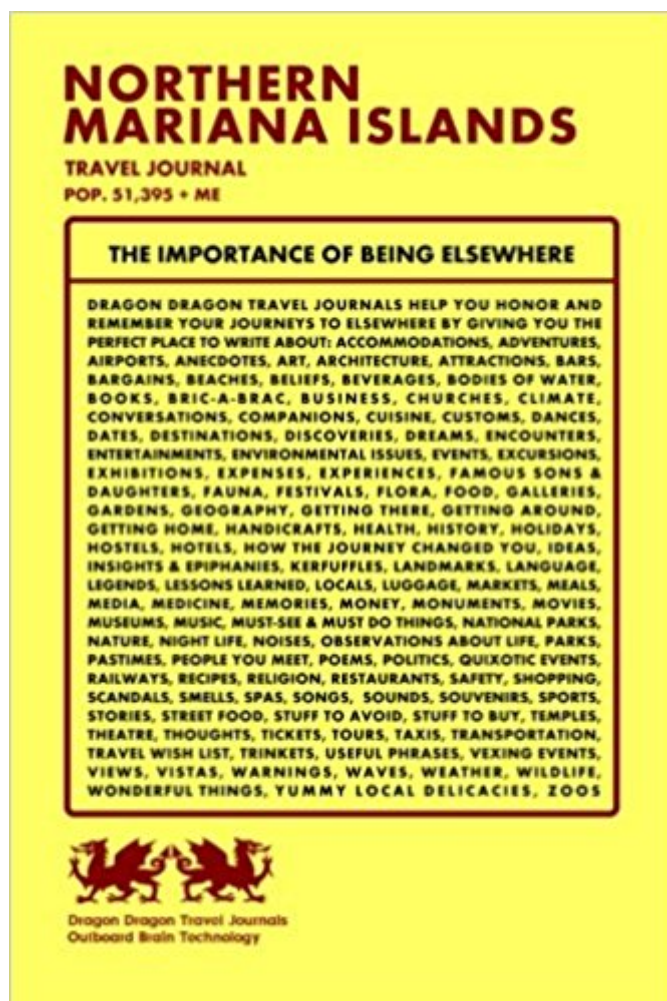 NORTHERN
MARIANA ISLANDS
TRAVEL JOURNAL
POP. 51,395 + ME
THE IMPORTANCE OF BEING ELSEWHERE
DRAGON DRAGON TRAVEL JOURNALS HELP YOU HONOR AND
REMEMBER YOUR JOURNEYS TO ELSEWHERE BY GIVING YOU THE
PERFECT PLACE TO WRITE ABOUT: ACCOMMODATIONS, ADVENTURES,
AIRPORTS, ANECDOTES, ART, ARCHITECTURE, ATTRACTIONS, BARS,
BARGAINS, BEACHES, BELIEFS, BEVERAGES, BODIES OF WATER,
BOOKS, BRIC-A-BRAC, BUSINESS, CHURCHES, CLIMATE,
CONVERSATIONS, COMPANIONS, CUISINE, CUSTOMS, DANCES,
DATES, DESTINATIONS, DISCOVERIES, DREAMS, ENCOUNTERS,
ENTERTAINMENTS, ENVIRONMENTAL ISSUES, EVENTS, EXCURSIONS,
EXHIBITIONS, EXPENSES, EXPERIENCES, FAMOUS SONS &
DAUGHTERS, FAUNA, FESTIVALS, FLORA, FOOD, GALLERIES,
GARDENS, GEOGRAPHY, GETTING THERE, GETTING AROUND,
GETTING HOME, HANDICRAFTS, HEALTH, HISTORY, HOLIDAYS,
HOSTELS, HOTELS, HOW THE JOURNEY CHANGED YOU, IDEAS,
INSIGHTS & EPIPHANIES, KERFUFFLES, LANDMARKS, LANGUAGE,
LEGENDS, LESSONS LEARNED, LOCALS, LUGGAGE, MARKETS, MEALS,
MEDIA, MEDICINE, MEMORIES, MONEY, MONUMENTS, MOVIES,
MUSEUMS, MUSIC, MUST-SEE & MUST DO THINGS, NATIONAL PARKS,
NATURE, NIGHT LIFE, NOISES, OBSERVATIONS ABOUT LIFE, PARKS,
PASTIMES, PEOPLE YOU MEET, POEMS, POLITICS, QUIXOTIC EVENTS,
RAILWAYS, RECIPES, RELIGION, RESTAURANTS, SAFETY, SHOPPING,
SCANDALS, SMELLS, SPAS, SONGS, SOUNDS, SOUVENIRS, SPORTS,
STORIES, STREET FOOD, STUFF TO AVOID, STUFF TO BUY, TEMPLES,
THEATRE, THOUGHTS, TICKETS, TOURS, TAXIS, TRANSPORTATION,
TRAVEL WISH LIST, TRINKETS, USEFUL PHRASES, VEXING EVENTS,
VIEWS, VISTAS, WARNINGS, WAVES, WEATHER, WILDLIFE,
WONDERFUL THINGS, YUMMY LOCAL DELICACIES, ZOOS
Dragon Dragon Travel Journals
Outboard Brain Technology